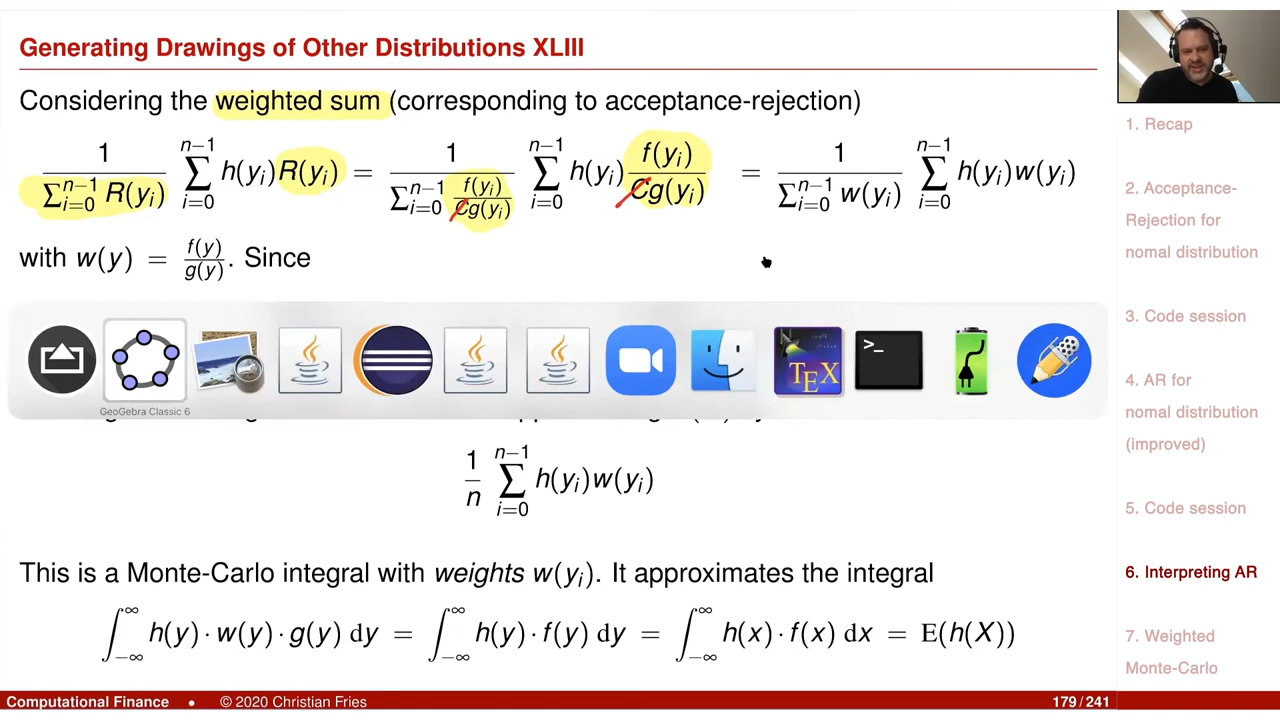 Generating Drawings of Other Distributions XLIII
Considering the weighted sum (corresponding to acceptance-rejection)
1/∑_{i=0}^{n−1} R(y_i) ∑_{i=0}^{n−1} h(y_i)R(y_i) = 1/∑_{i=0}^{n−1} f(y_i)/Cg(y_i) ∑_{i=0}^{n−1} h(y_i) f(y_i)/Cg(y_i) = 1/∑_{i=0}^{n−1} w(y_i) ∑_{i=0}^{n−1} h(y_i)w(y_i)
with w(y) = f(y)/g(y). Since
>_
TEX
GeoGebra Classic 6
1/n ∑_{i=0}^{n−1} h(y_i)w(y_i)
This is a Monte-Carlo integral with weights w(y_i). It approximates the integral
∫_{−∞}^{∞} h(y) · w(y) · g(y) dy = ∫_{−∞}^{∞} h(y) · f(y) dy = ∫_{−∞}^{∞} h(x) · f(x) dx = E(h(X))
1. Recap
2. Acceptance-
Rejection for
nomal distribution
3. Code session
4. AR for
nomal distribution
(improved)
5. Code session
6. Interpreting AR
7. Weighted
Monte-Carlo
Computational Finance • © 2020 Christian Fries 179/241